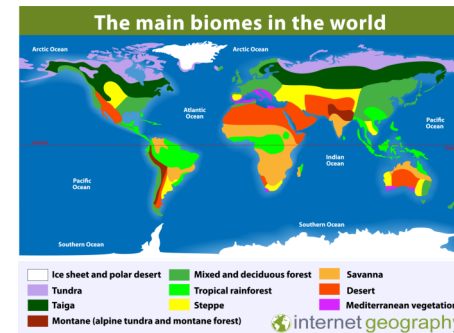 The main biomes in the world
Arctic Ocean
Arctic Ocean
Atlantic
Ocean
Pacific
Ocean
Indian
Ocean
Pacific
Ocean
Southern Ocean
Southern Ocean
Ice sheet and polar desert
Mixed and deciduous forest
Savanna
Tundra
Tropical rainforest
Desert
Taiga
Steppe
Mediterranean vegetation
Montane (alpine tundra and montane forest)
internet geography